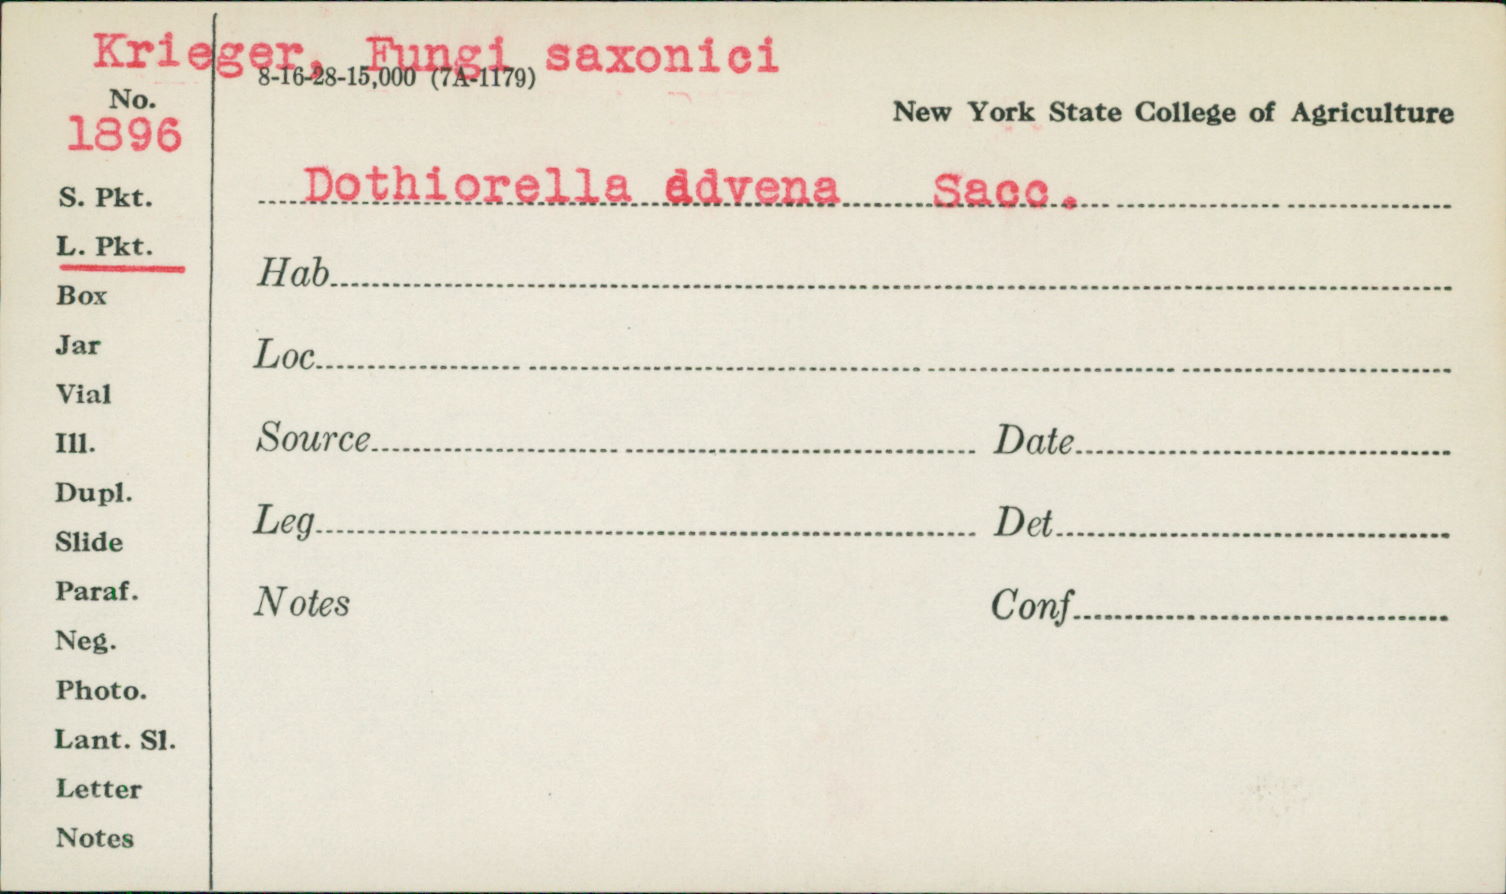 Krieger, Fungi saxonici
8-16-28-15,000 (7A-1179)
No.
1896
New York State College of Agriculture
Dothiorella advena Sacc.
S. Pkt.
L. Pkt.
Box
Jar
Vial
Ill.
Dupl.
Slide
Paraf.
Neg.
Photo.
Lant. Sl.
Letter
Notes
Hab
Loc
Source Date
Leg Det
Notes Conf